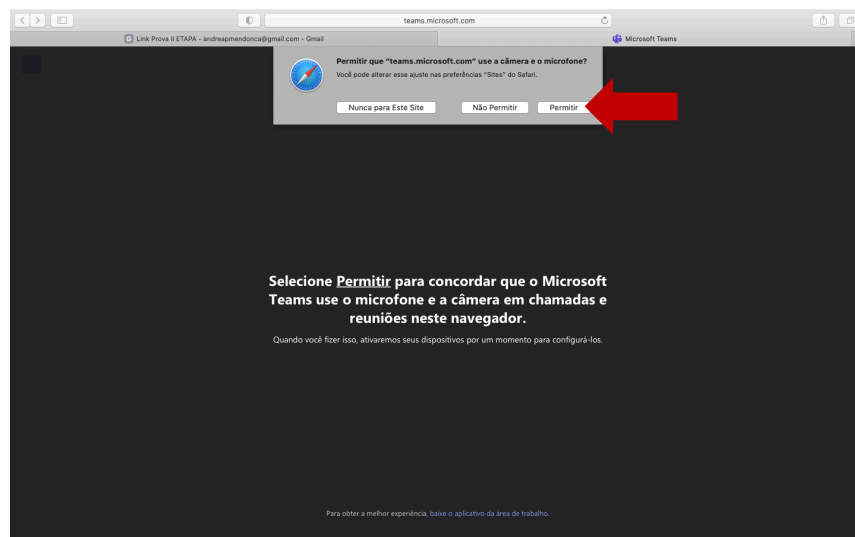 teams.microsoft.com
G Link Prova II ETAPA - andreapmendonca@gmail.com - Gmail
Microsoft Teams
Permitir que "teams.microsoft.com" use a câmera e o microfone?
Você pode alterar esse ajuste nas preferências "Sites" do Safari.
Nunca para Este Site
Não Permitir
Permitir
Selecione Permitir para concordar que o Microsoft
Teams use o microfone e a câmera em chamadas e
reuniões neste navegador.
Quando você fizer isso, ativaremos seus dispositivos por um momento para configurá-los.
Para obter a melhor experiência, baixe o aplicativo da área de trabalho.